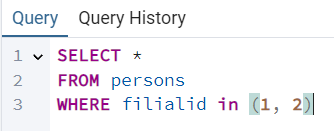 Query Query History
1 SELECT *
2 FROM persons
3 WHERE filialid in (1, 2)